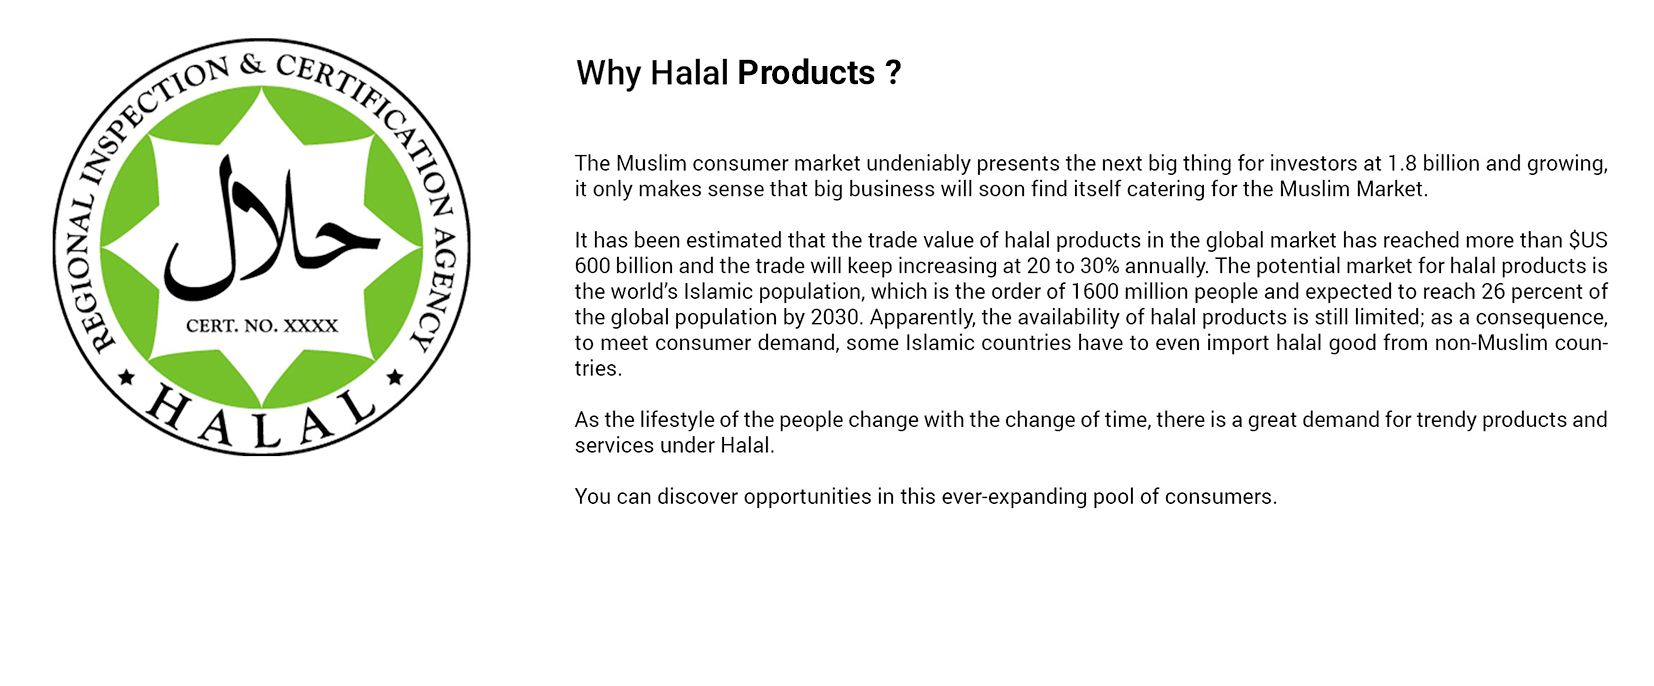 REGIONAL INSPECTION & CERTIFICATION AGENCY
حلال
CERT. NO. XXXX
★ HALAL ★
Why Halal Products ?
The Muslim consumer market undeniably presents the next big thing for investors at 1.8 billion and growing,
it only makes sense that big business will soon find itself catering for the Muslim Market.
It has been estimated that the trade value of halal products in the global market has reached more than $US
600 billion and the trade will keep increasing at 20 to 30% annually. The potential market for halal products is
the world’s Islamic population, which is the order of 1600 million people and expected to reach 26 percent of
the global population by 2030. Apparently, the availability of halal products is still limited; as a consequence,
to meet consumer demand, some Islamic countries have to even import halal good from non-Muslim coun-
tries.
As the lifestyle of the people change with the change of time, there is a great demand for trendy products and
services under Halal.
You can discover opportunities in this ever-expanding pool of consumers.